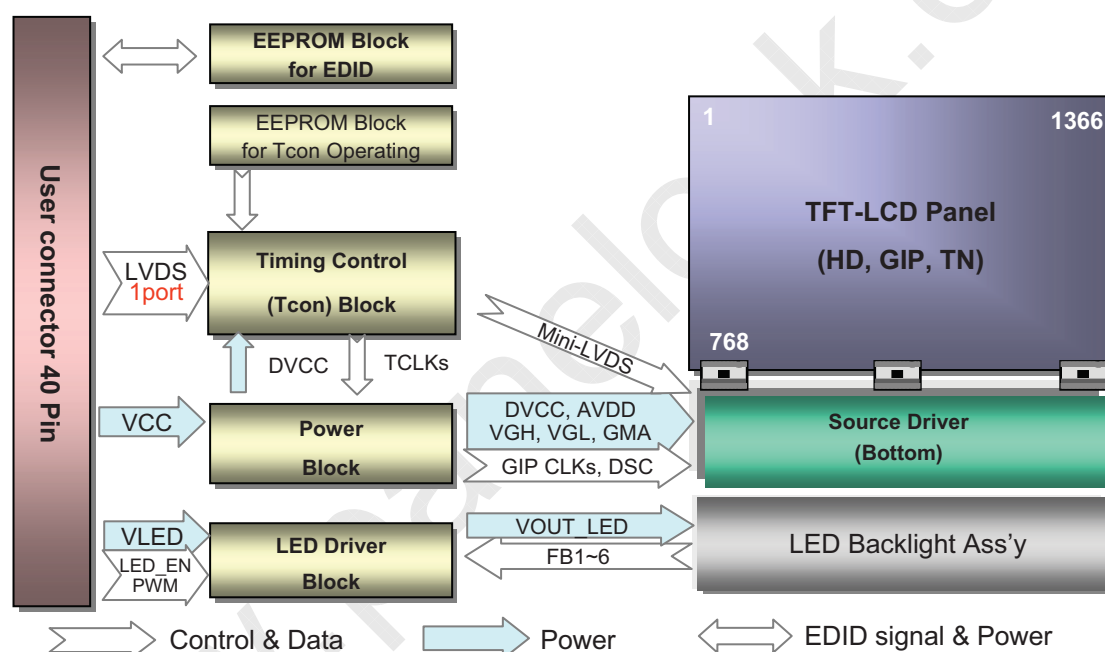 User connector 40 Pin
EEPROM Block
for EDID
EEPROM Block
for Tcon Operating
LVDS
1port
Timing Control
(Tcon) Block
DVCC
TCLKs
Mini-LVDS
VCC
Power
Block
DVCC, AVDD
VGH, VGL, GMA
GIP CLKs, DSC
VLED
LED_EN
PWM
LED Driver
Block
VOUT_LED
FB1~6
1
1366
TFT-LCD Panel
(HD, GIP, TN)
768
Source Driver
(Bottom)
LED Backlight Ass'y
Control & Data
Power
EDID signal & Power